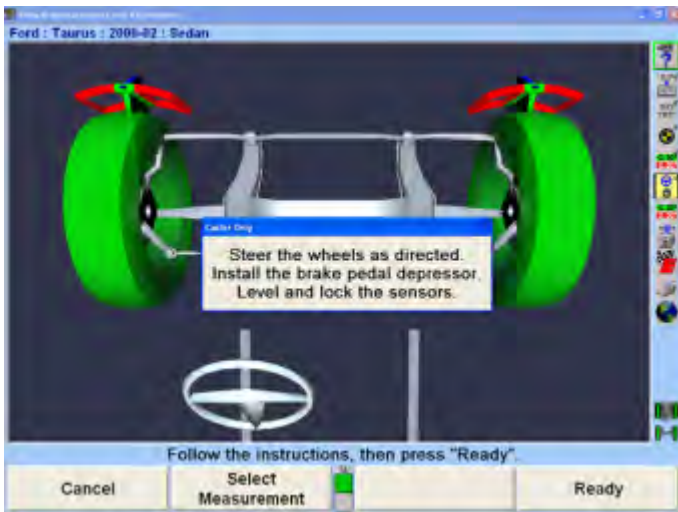 Ford : Taurus : 2000-02 : Sedan
Caster Only
Steer the wheels as directed.
Install the brake pedal depressor.
Level and lock the sensors.
Follow the instructions, then press "Ready".
Cancel
Select
Measurement
Ready